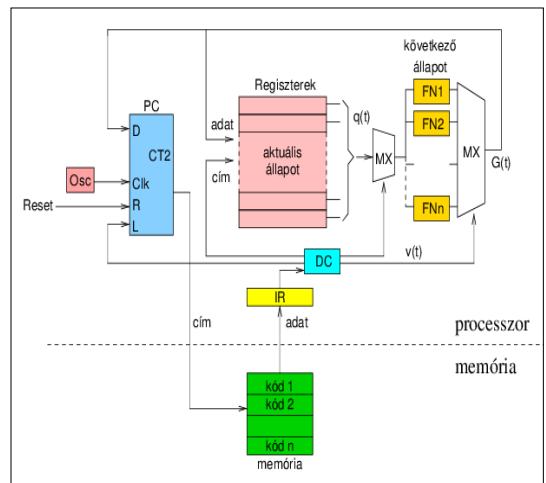 következő
állapot
Regiszterek
PC
FN1
adat
q(t)
D
FN2
CT2
aktuális
állapot
MX
MX
G(t)
cím
Osc
Clk
Reset
R
FNn
L
DC
v(t)
IR
cím
adat
processzor
memória
kód 1
kód 2
kód n
memória